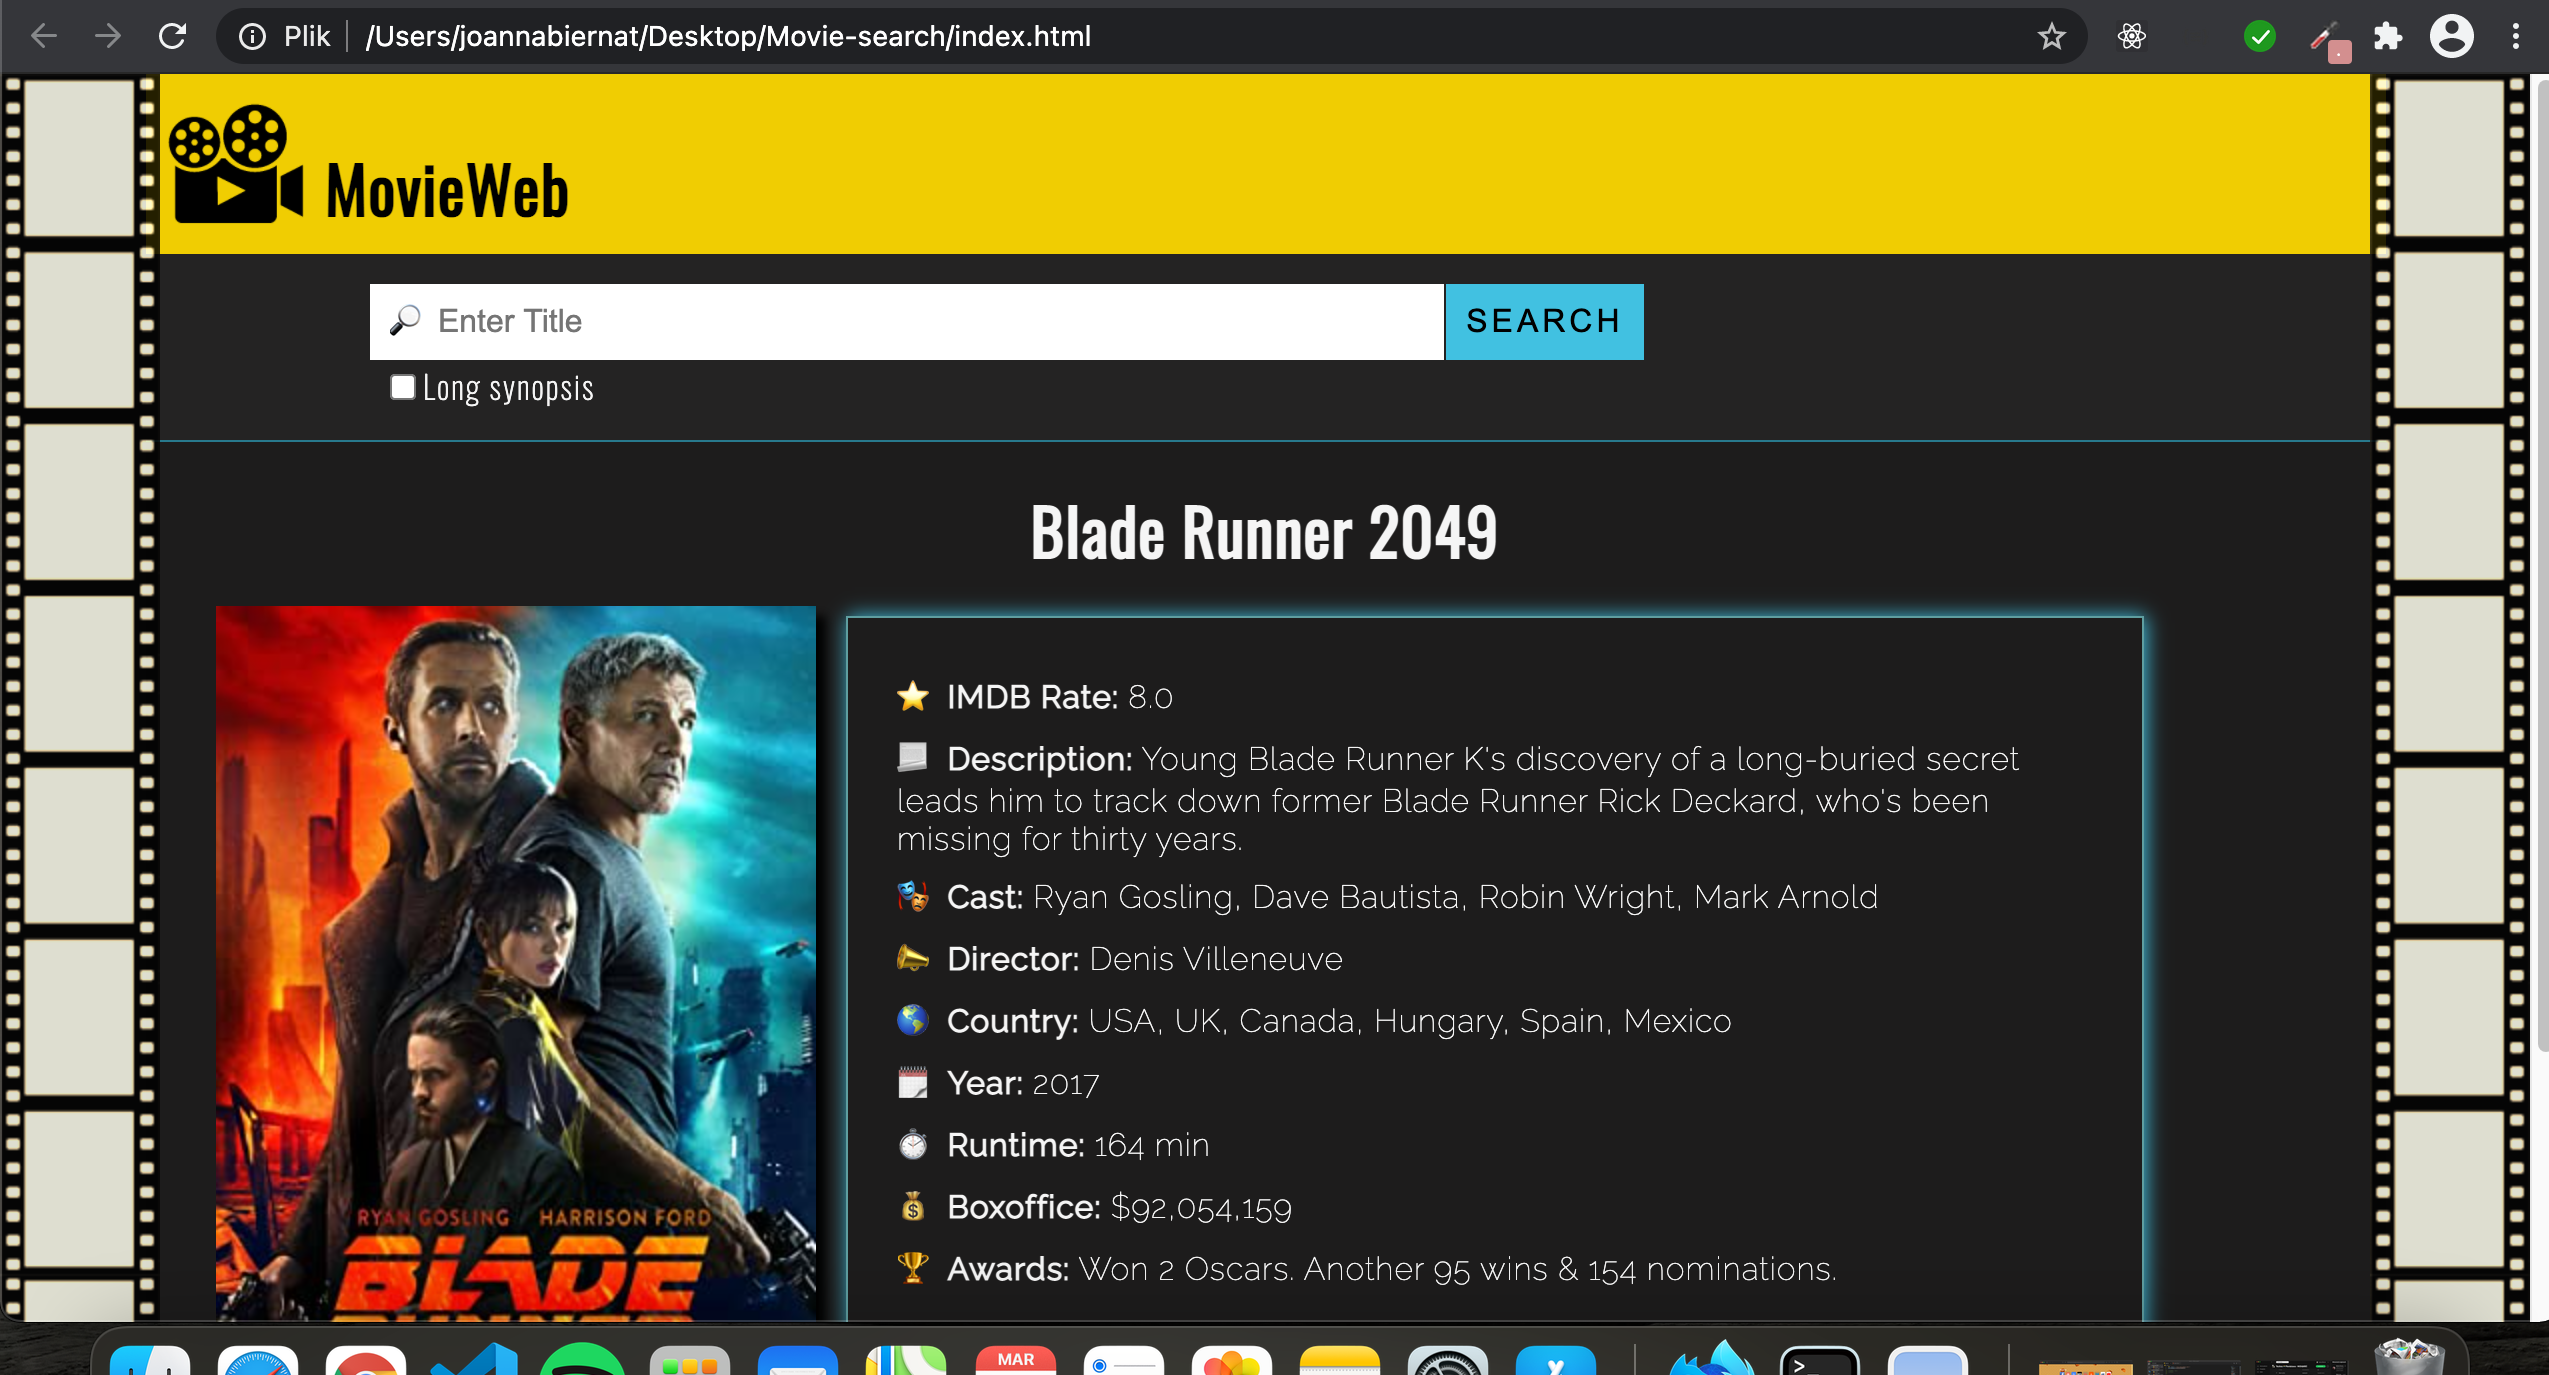 Plik /Users/joannabiernat/Desktop/Movie-search/index.html
MovieWeb
Enter Title
SEARCH
Long synopsis
Blade Runner 2049
IMDB Rate: 8.0
Description: Young Blade Runner K's discovery of a long-buried secret
leads him to track down former Blade Runner Rick Deckard, who's been
missing for thirty years.
Cast: Ryan Gosling, Dave Bautista, Robin Wright, Mark Arnold
Director: Denis Villeneuve
Country: USA, UK, Canada, Hungary, Spain, Mexico
Year: 2017
Runtime: 164 min
Boxoffice: $92,054,159
Awards: Won 2 Oscars. Another 95 wins & 154 nominations.
RYAN GOSLING HARRISON FORD
BLADE
RUNNER
MAR